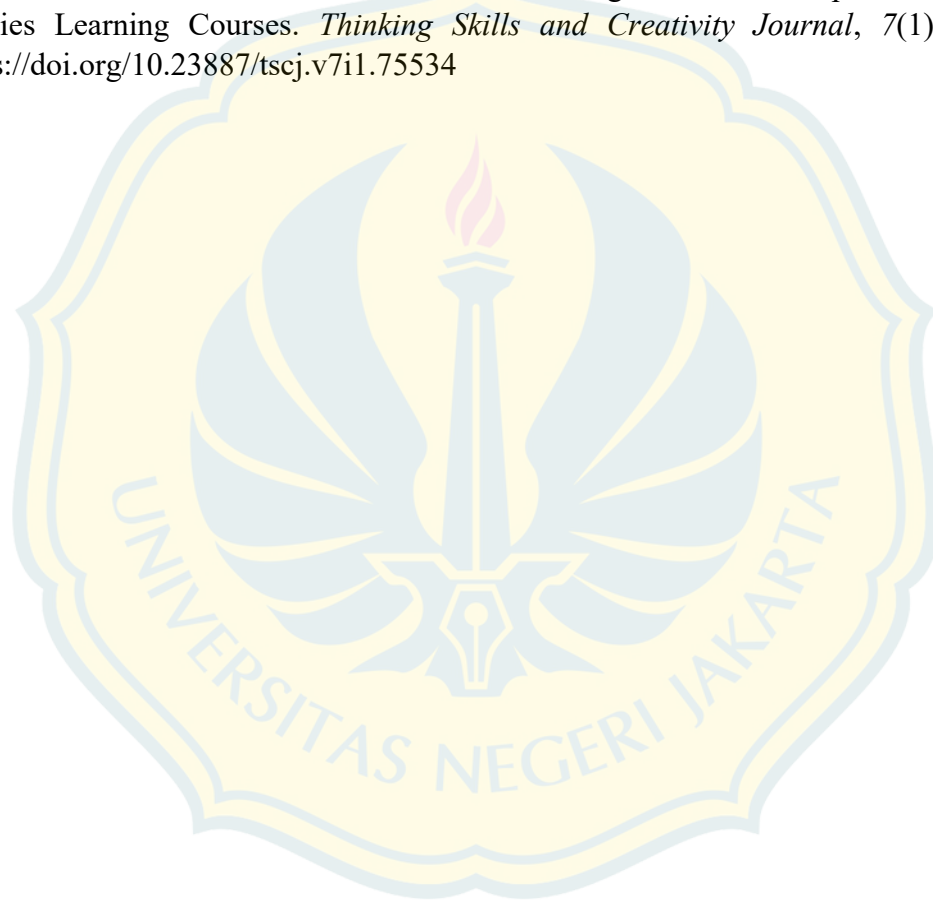 ies Learning Courses. Thinking Skills and Creativity Journal, 7(1)
s://doi.org/10.23887/tscj.v7i1.75534
UNIVERSITAS NEGERI JAKARTA